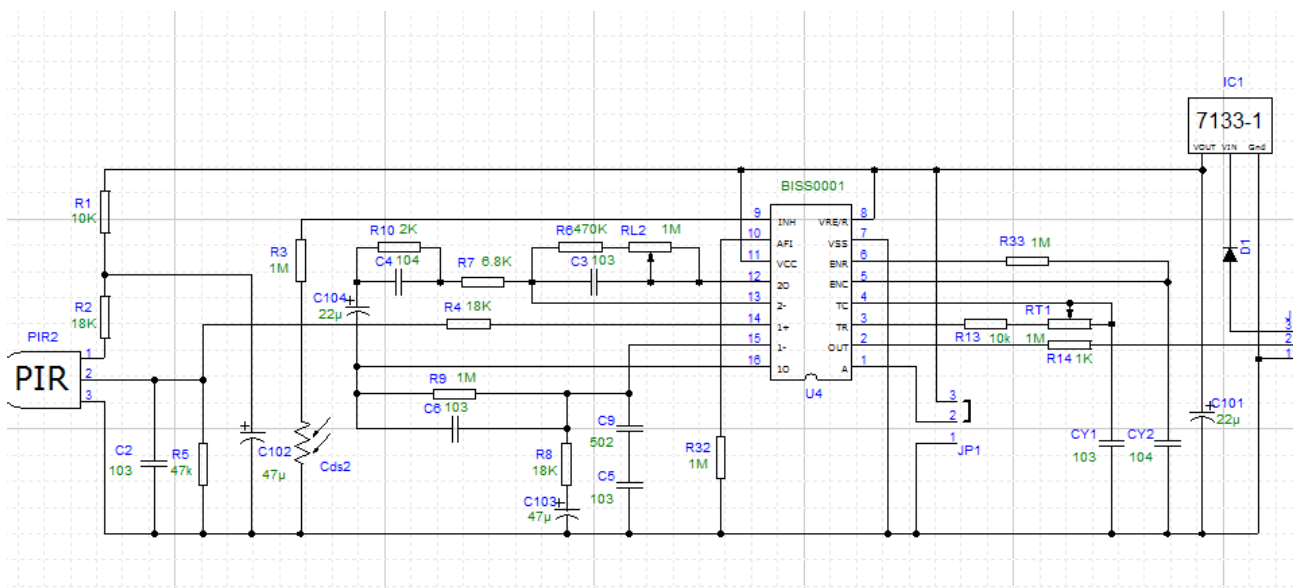 IC1
7133-1
VOUT VIN Gnd
BISS0001
R1
10K
R3
1M
R10 2K
C4 104
R7 6.8K
R6 470K
RL2 1M
C3 103
R33 1M
D1
9 INH VRE/R 8
10 AFI VSS 7
11 VCC ENR 6
12 2O ENC 5
13 2- TC 4
14 1+ TR 3
15 1- OUT 2
16 1O A 1
U4
R2
18K
C104
22μ
R4 18K
RT1
1M
R13 10k
R14 1K
3
2
1
PIR2
PIR
1
2
3
R9 1M
C6 103
C9
502
C2
103
R5
47k
C102
47μ
Cds2
R8
18K
C5
103
C103
47μ
R32
1M
3
2
1
JP1
CY1
103
CY2
104
C101
22μ